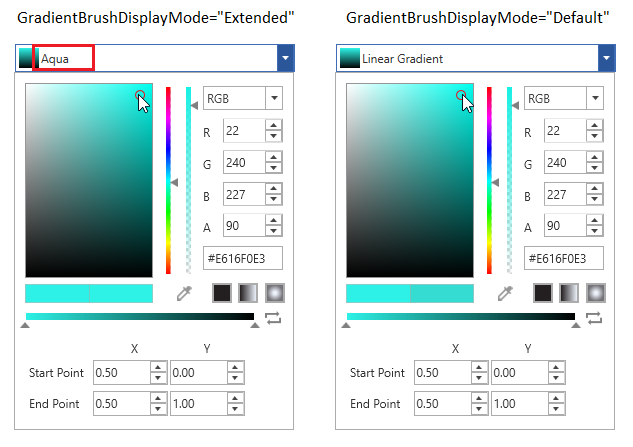 GradientBrushDisplayMode="Extended"
GradientBrushDisplayMode="Default"
Aqua
RGB
R 22
G 240
B 227
A 90
#E616F0E3
X Y
Start Point 0.50 0.00
End Point 0.50 1.00
Linear Gradient
RGB
R 22
G 240
B 227
A 90
#E616F0E3
X Y
Start Point 0.50 0.00
End Point 0.50 1.00